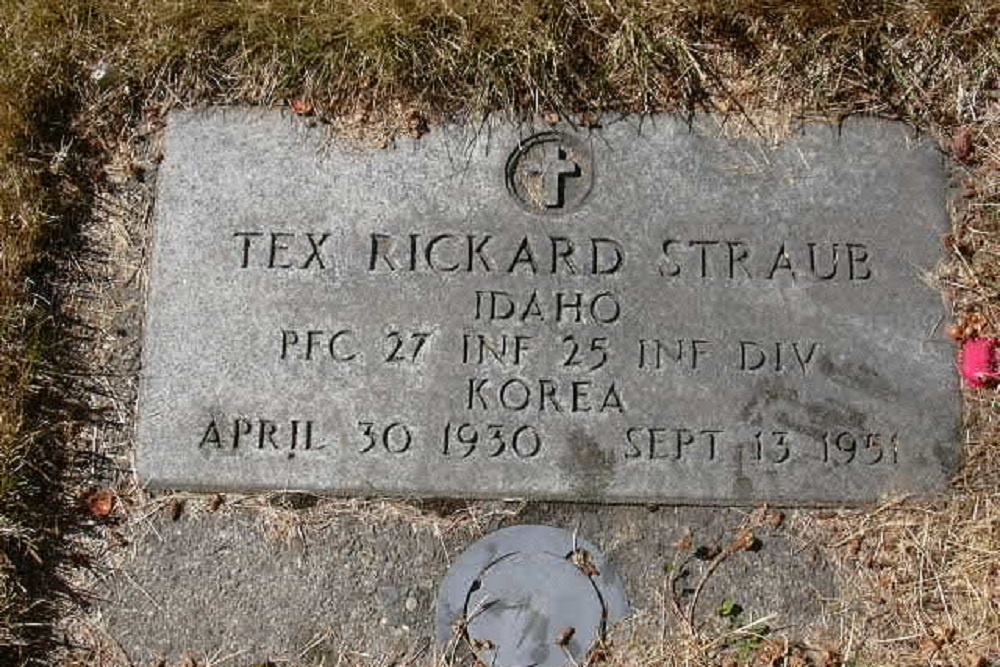 TEX RICKARD STRAUB
IDAHO
PFC 27 INF 25 INF DIV
KOREA
APRIL 30 1930 SEPT 13 1951